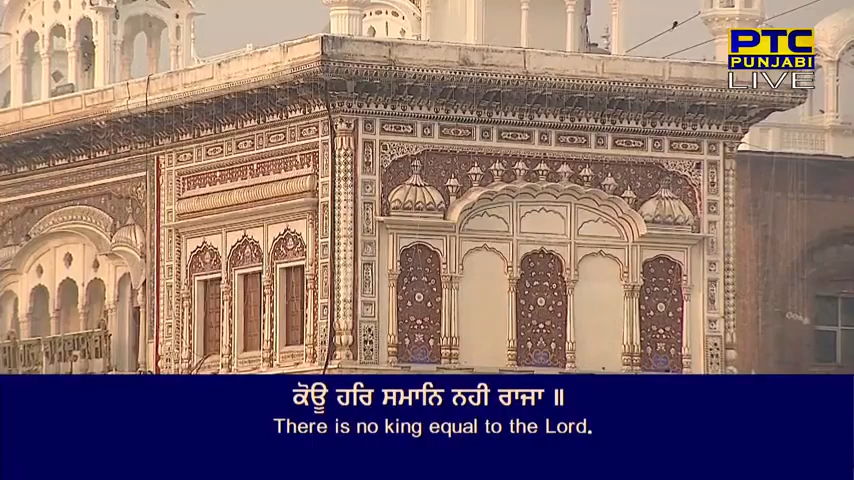 PTC
PUNJABI
LIVE
ਕੋਊ ਹਰਿ ਸਮਾਨਿ ਨਹੀ ਰਾਜਾ ॥
There is no king equal to the Lord.